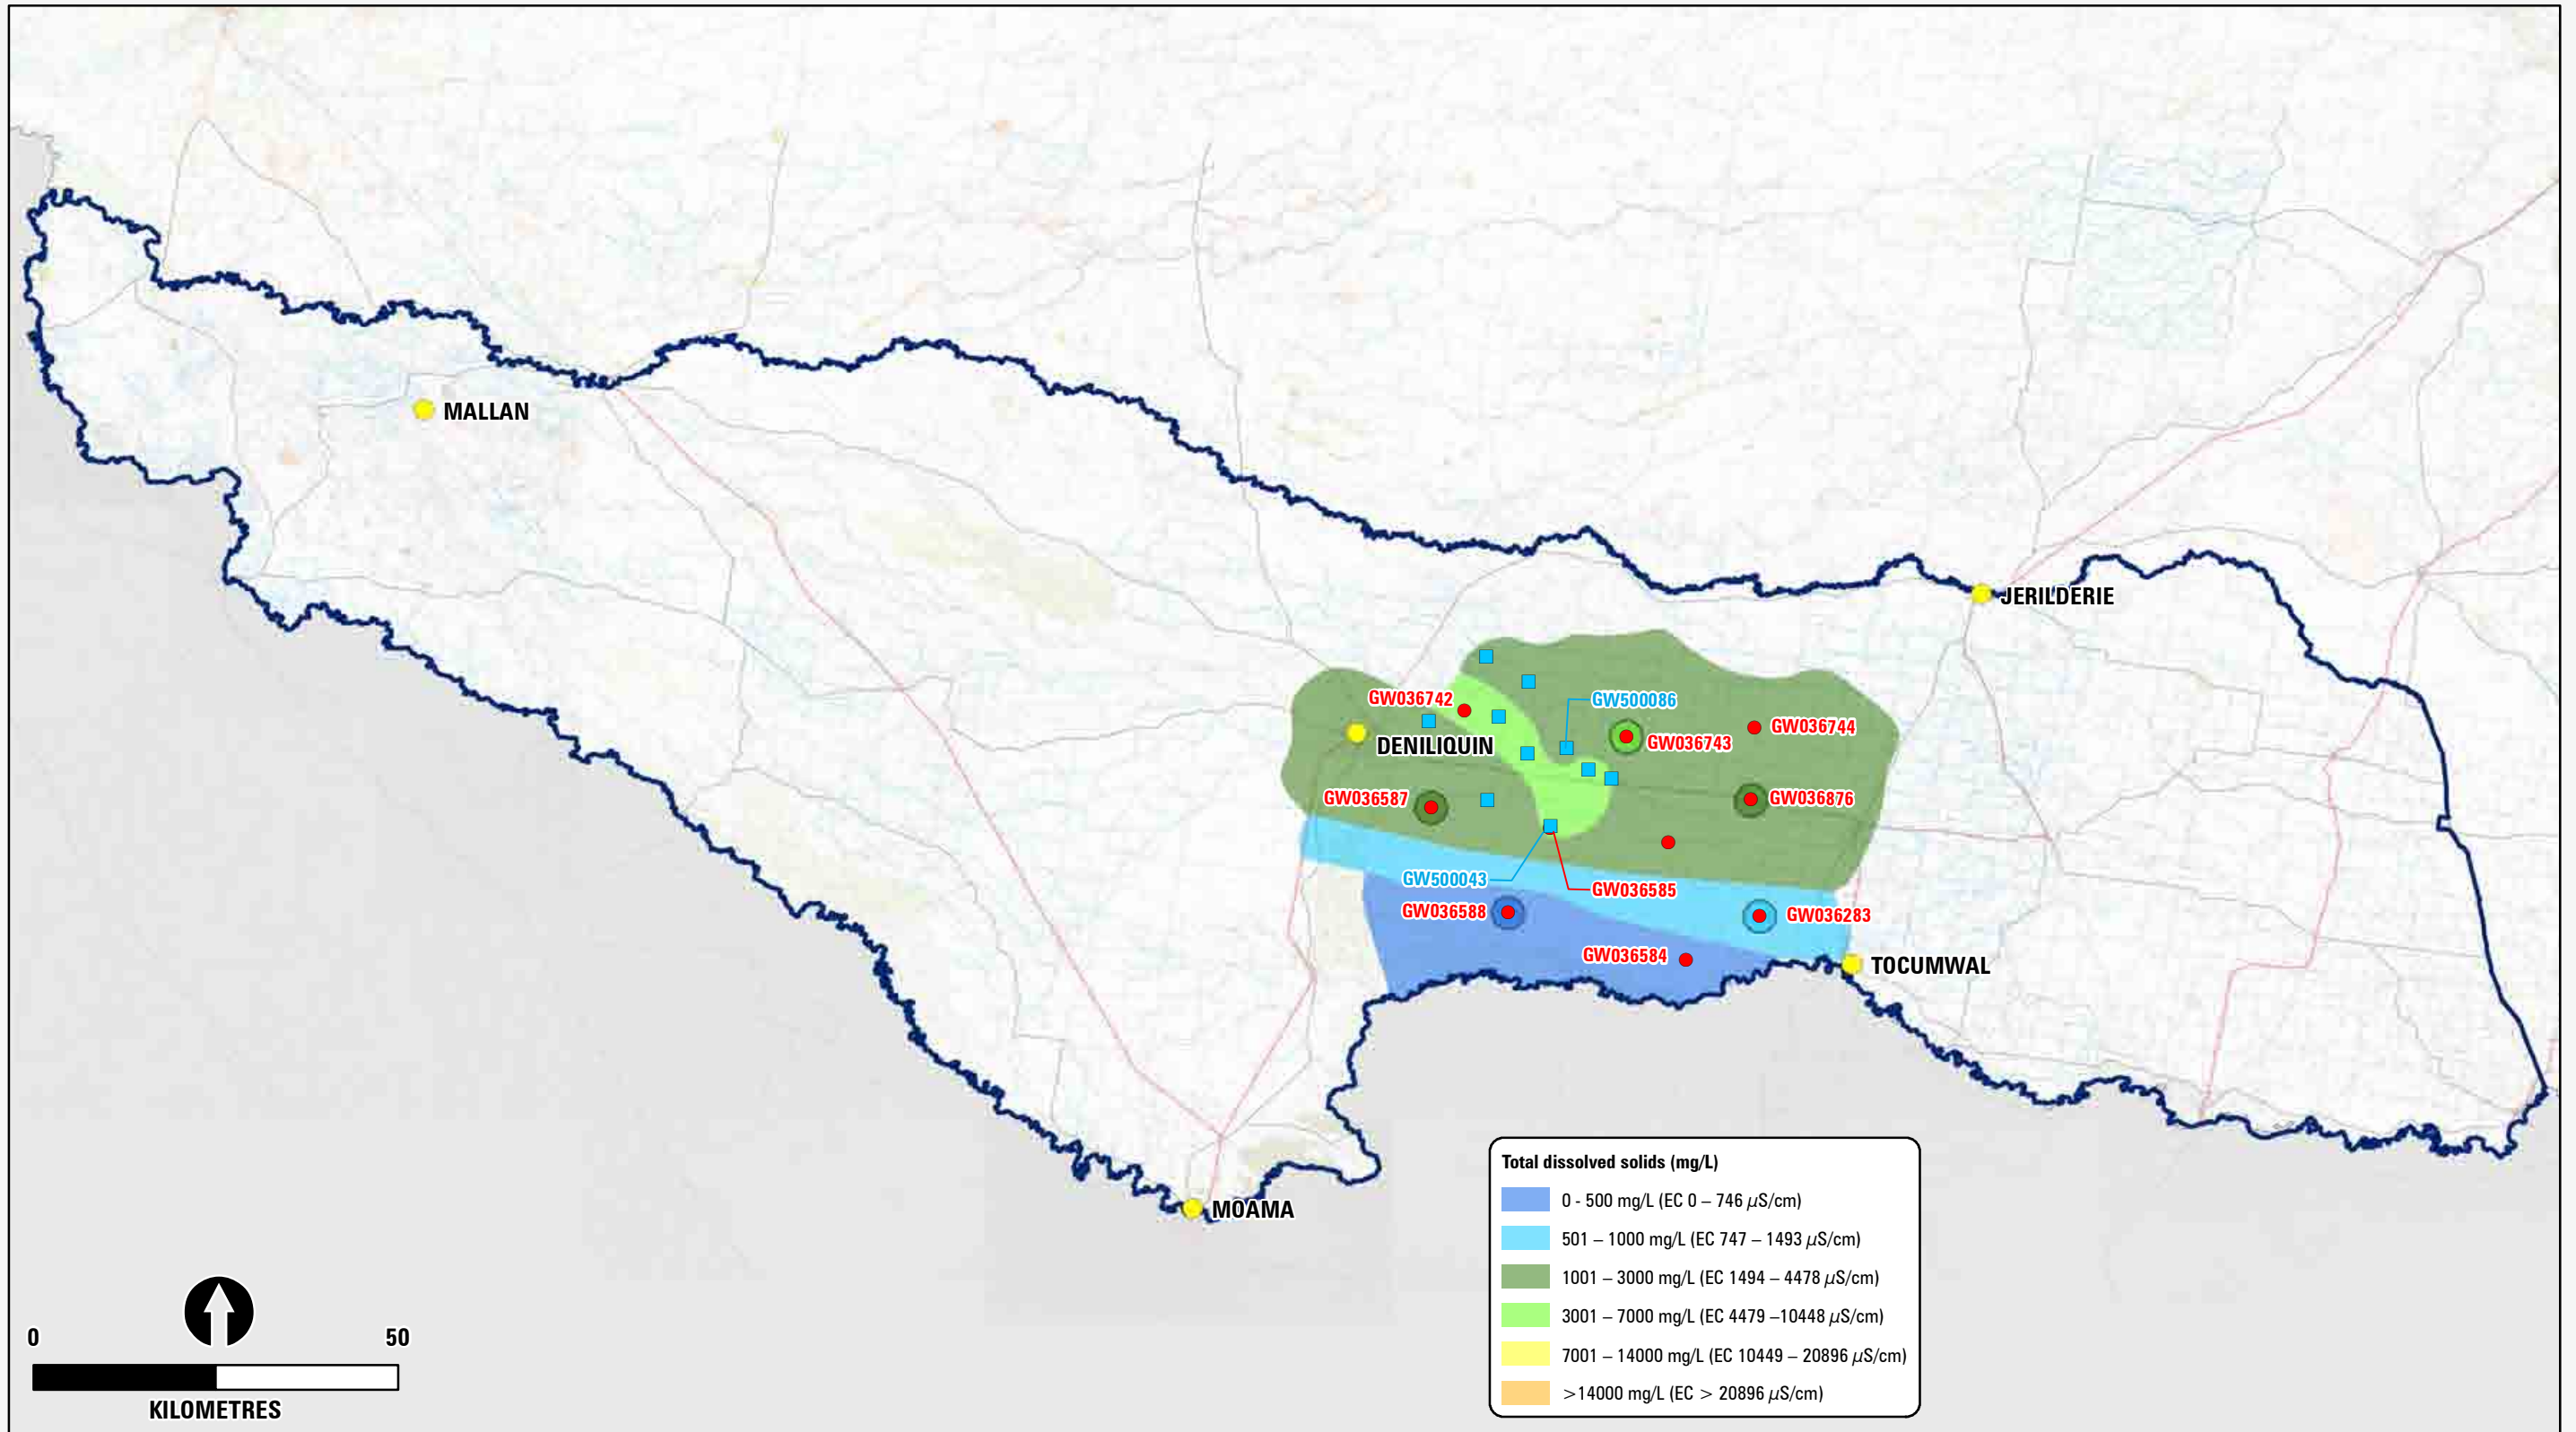 MALLAN
JERILDERIE
GW036742
GW500086
GW036744
DENILIQUIN
GW036743
GW036587
GW036876
GW500043
GW036585
GW036588
GW036283
GW036584
TOCUMWAL
MOAMA
Total dissolved solids (mg/L)
0 - 500 mg/L (EC 0 – 746 µS/cm)
501 – 1000 mg/L (EC 747 – 1493 µS/cm)
1001 – 3000 mg/L (EC 1494 – 4478 µS/cm)
3001 – 7000 mg/L (EC 4479 –10448 µS/cm)
7001 – 14000 mg/L (EC 10449 – 20896 µS/cm)
>14000 mg/L (EC > 20896 µS/cm)
0 50
KILOMETRES